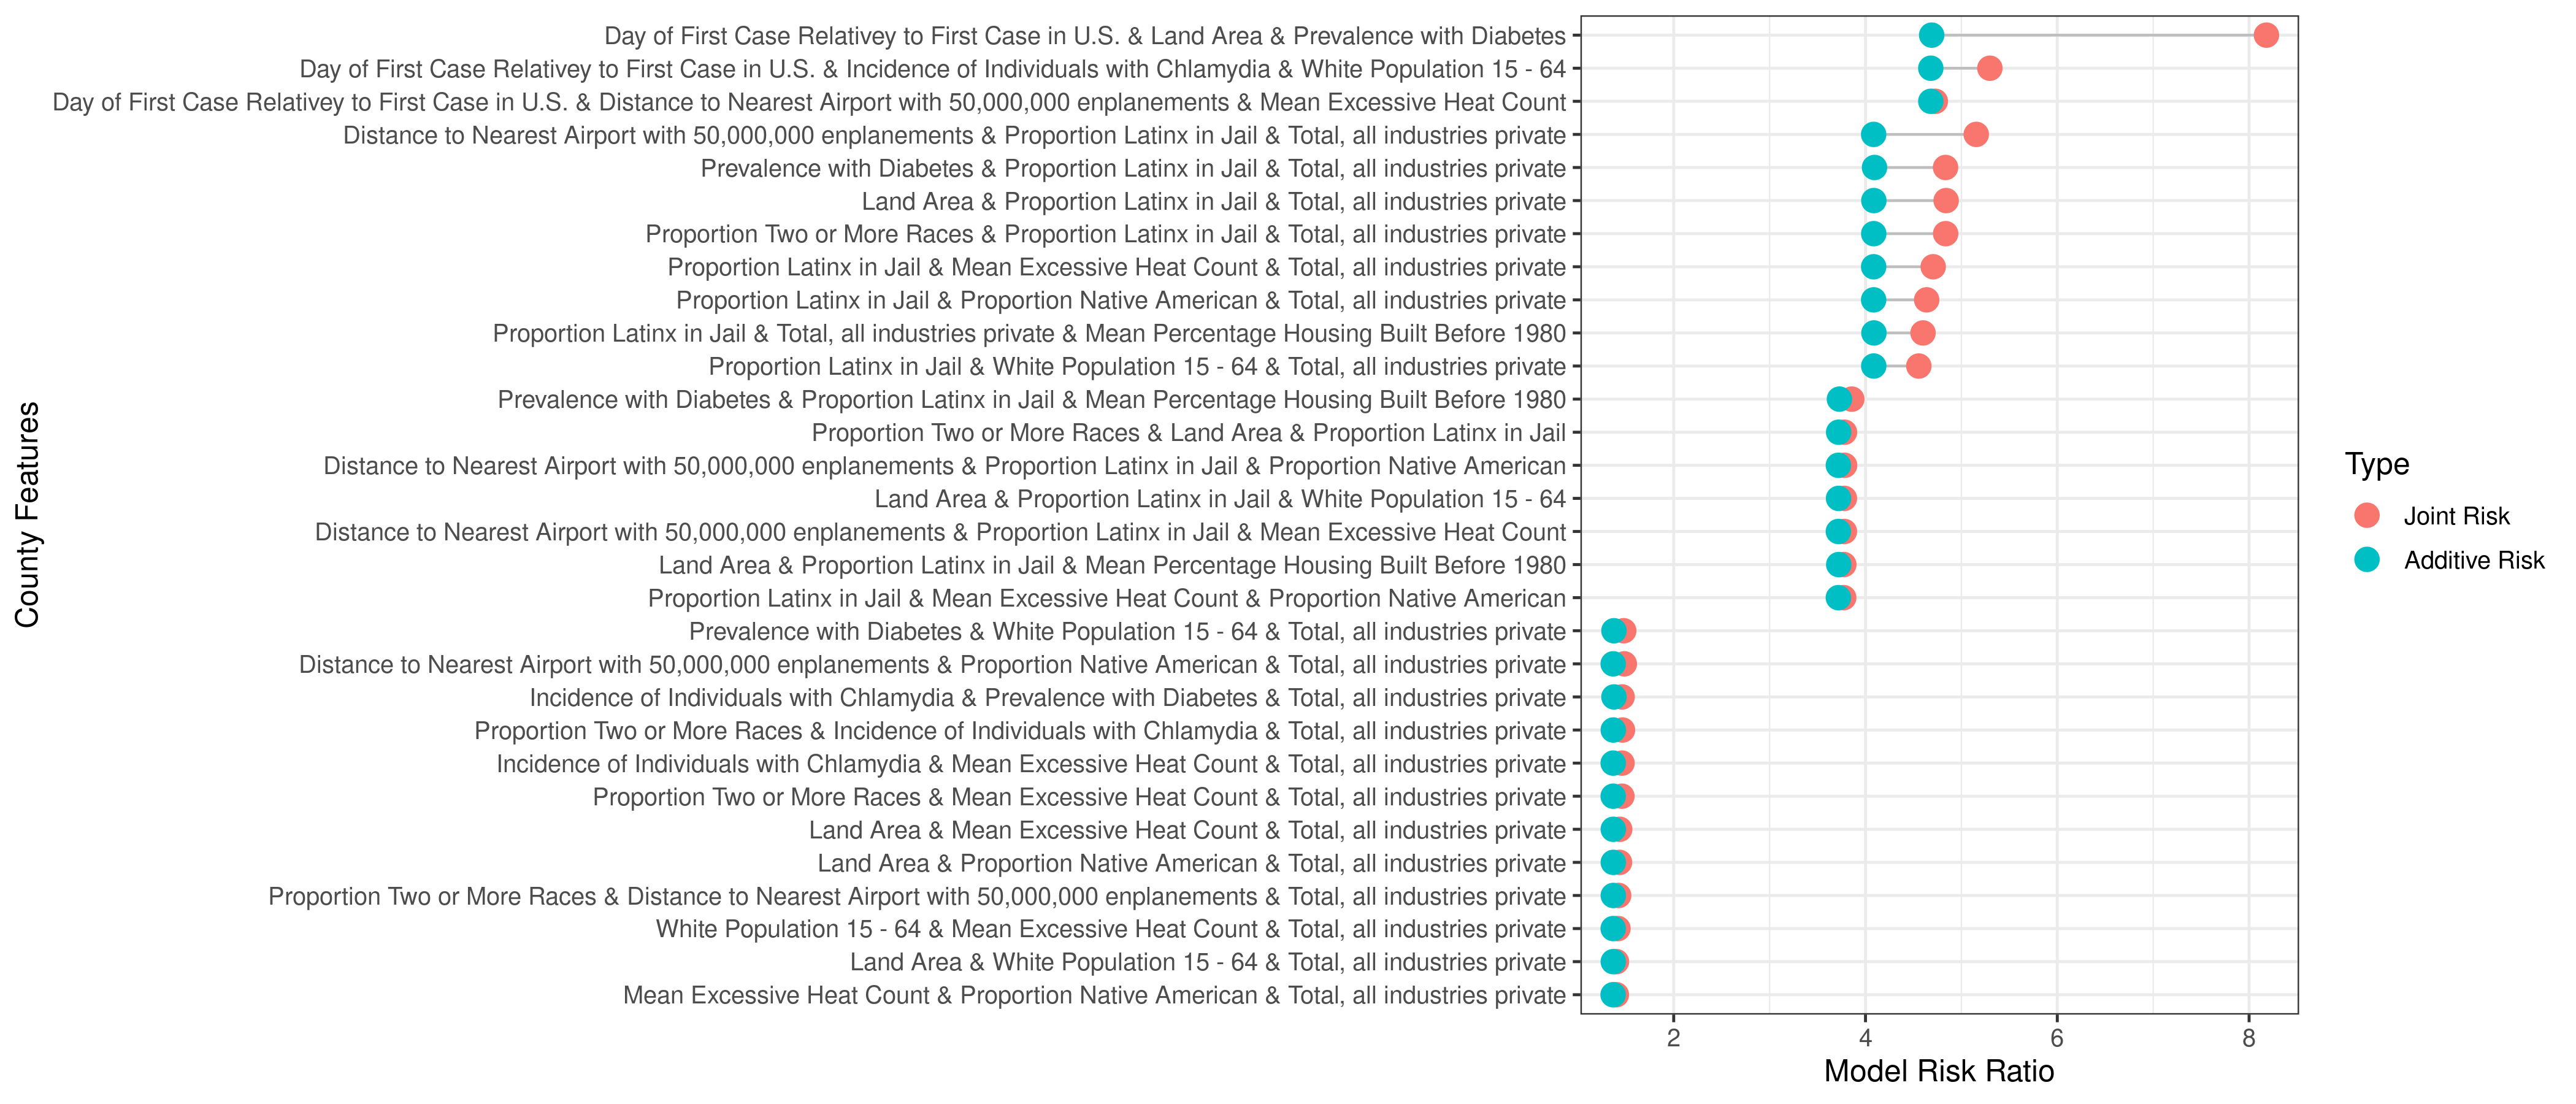 Day of First Case Relativey to First Case in U.S. & Land Area & Prevalence with Diabetes
Day of First Case Relativey to First Case in U.S. & Incidence of Individuals with Chlamydia & White Population 15 - 64
Day of First Case Relativey to First Case in U.S. & Distance to Nearest Airport with 50,000,000 enplanements & Mean Excessive Heat Count
Distance to Nearest Airport with 50,000,000 enplanements & Proportion Latinx in Jail & Total, all industries private
Prevalence with Diabetes & Proportion Latinx in Jail & Total, all industries private
Land Area & Proportion Latinx in Jail & Total, all industries private
Proportion Two or More Races & Proportion Latinx in Jail & Total, all industries private
Proportion Latinx in Jail & Mean Excessive Heat Count & Total, all industries private
Proportion Latinx in Jail & Proportion Native American & Total, all industries private
Proportion Latinx in Jail & Total, all industries private & Mean Percentage Housing Built Before 1980
Proportion Latinx in Jail & White Population 15 - 64 & Total, all industries private
Prevalence with Diabetes & Proportion Latinx in Jail & Mean Percentage Housing Built Before 1980
Proportion Two or More Races & Land Area & Proportion Latinx in Jail
Distance to Nearest Airport with 50,000,000 enplanements & Proportion Latinx in Jail & Proportion Native American
Land Area & Proportion Latinx in Jail & White Population 15 - 64
Distance to Nearest Airport with 50,000,000 enplanements & Proportion Latinx in Jail & Mean Excessive Heat Count
Land Area & Proportion Latinx in Jail & Mean Percentage Housing Built Before 1980
Proportion Latinx in Jail & Mean Excessive Heat Count & Proportion Native American
Prevalence with Diabetes & White Population 15 - 64 & Total, all industries private
Distance to Nearest Airport with 50,000,000 enplanements & Proportion Native American & Total, all industries private
Incidence of Individuals with Chlamydia & Prevalence with Diabetes & Total, all industries private
Proportion Two or More Races & Incidence of Individuals with Chlamydia & Total, all industries private
Incidence of Individuals with Chlamydia & Mean Excessive Heat Count & Total, all industries private
Proportion Two or More Races & Mean Excessive Heat Count & Total, all industries private
Land Area & Mean Excessive Heat Count & Total, all industries private
Land Area & Proportion Native American & Total, all industries private
Proportion Two or More Races & Distance to Nearest Airport with 50,000,000 enplanements & Total, all industries private
White Population 15 - 64 & Mean Excessive Heat Count & Total, all industries private
Land Area & White Population 15 - 64 & Total, all industries private
Mean Excessive Heat Count & Proportion Native American & Total, all industries private
County Features
2 4 6 8
Model Risk Ratio
Type
Joint Risk
Additive Risk